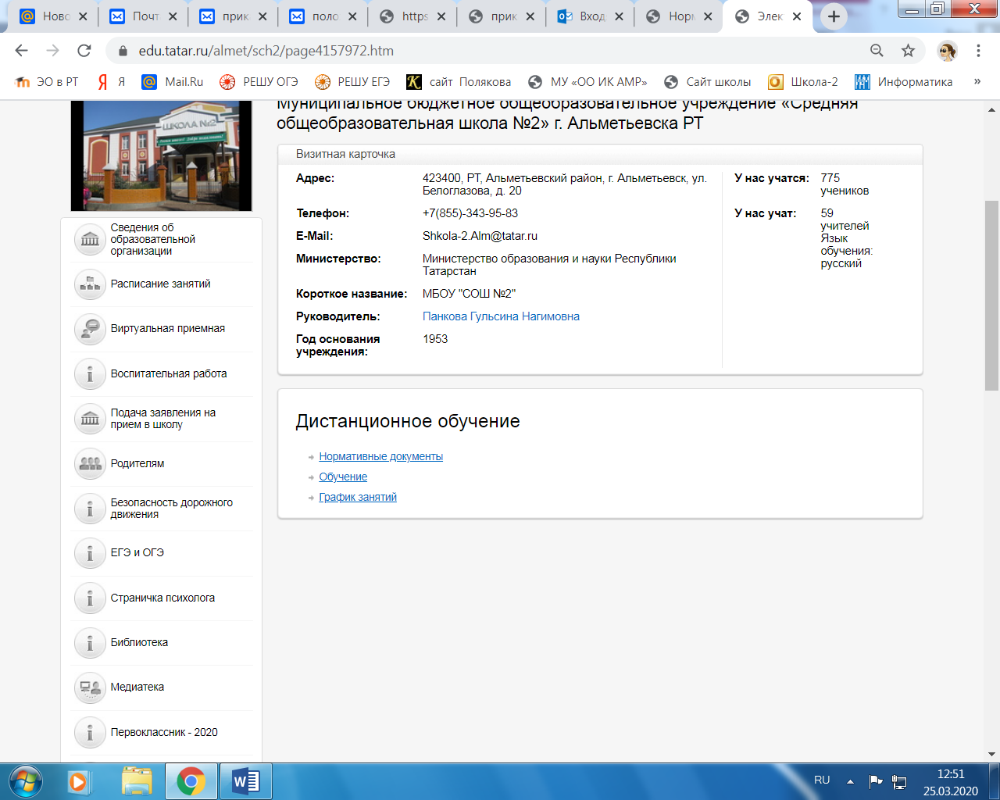 Ново
Почт
прик
поло
https
прик
Вход
Норм
Элек
edu.tatar.ru/almet/sch2/page4157972.htm
ЭО в РТ
Я
Mail.Ru
РЕШУ ОГЭ
РЕШУ ЕГЭ
сайт Полякова
МУ «ОО ИК АМР»
Сайт школы
Школа-2
Информатика
»
ШКОЛА №2
Муниципальное бюджетное общеобразовательное учреждение «Средняя
общеобразовательная школа №2» г. Альметьевска РТ
Визитная карточка
Адрес:
423400, РТ, Альметьевский район, г. Альметьевск, ул.
Белоглазова, д. 20
Телефон:
+7(855)-343-95-83
E-Mail:
Shkola-2.Alm@tatar.ru
Министерство:
Министерство образования и науки Республики
Татарстан
Короткое название:
МБОУ "СОШ №2"
Руководитель:
Панкова Гульсина Нагимовна
Год основания
учреждения:
1953
У нас учатся:
775
учеников
У нас учат:
59
учителей
Язык
обучения:
русский
Сведения об
образовательной
организации
Расписание занятий
Виртуальная приемная
Воспитательная работа
Подача заявления на
прием в школу
Родителям
Безопасность дорожного
движения
ЕГЭ и ОГЭ
Страничка психолога
Библиотека
Медиатека
Первоклассник - 2020
Дистанционное обучение
Нормативные документы
Обучение
График занятий
RU
12:51
25.03.2020